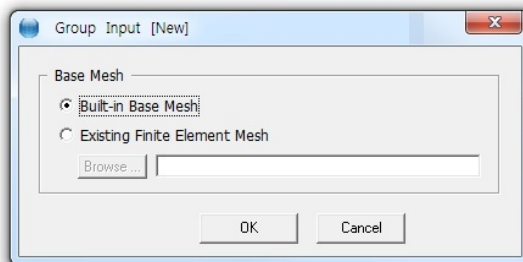 Group Input [New]
Base Mesh
Built-in Base Mesh
Existing Finite Element Mesh
Browse ...
OK
Cancel